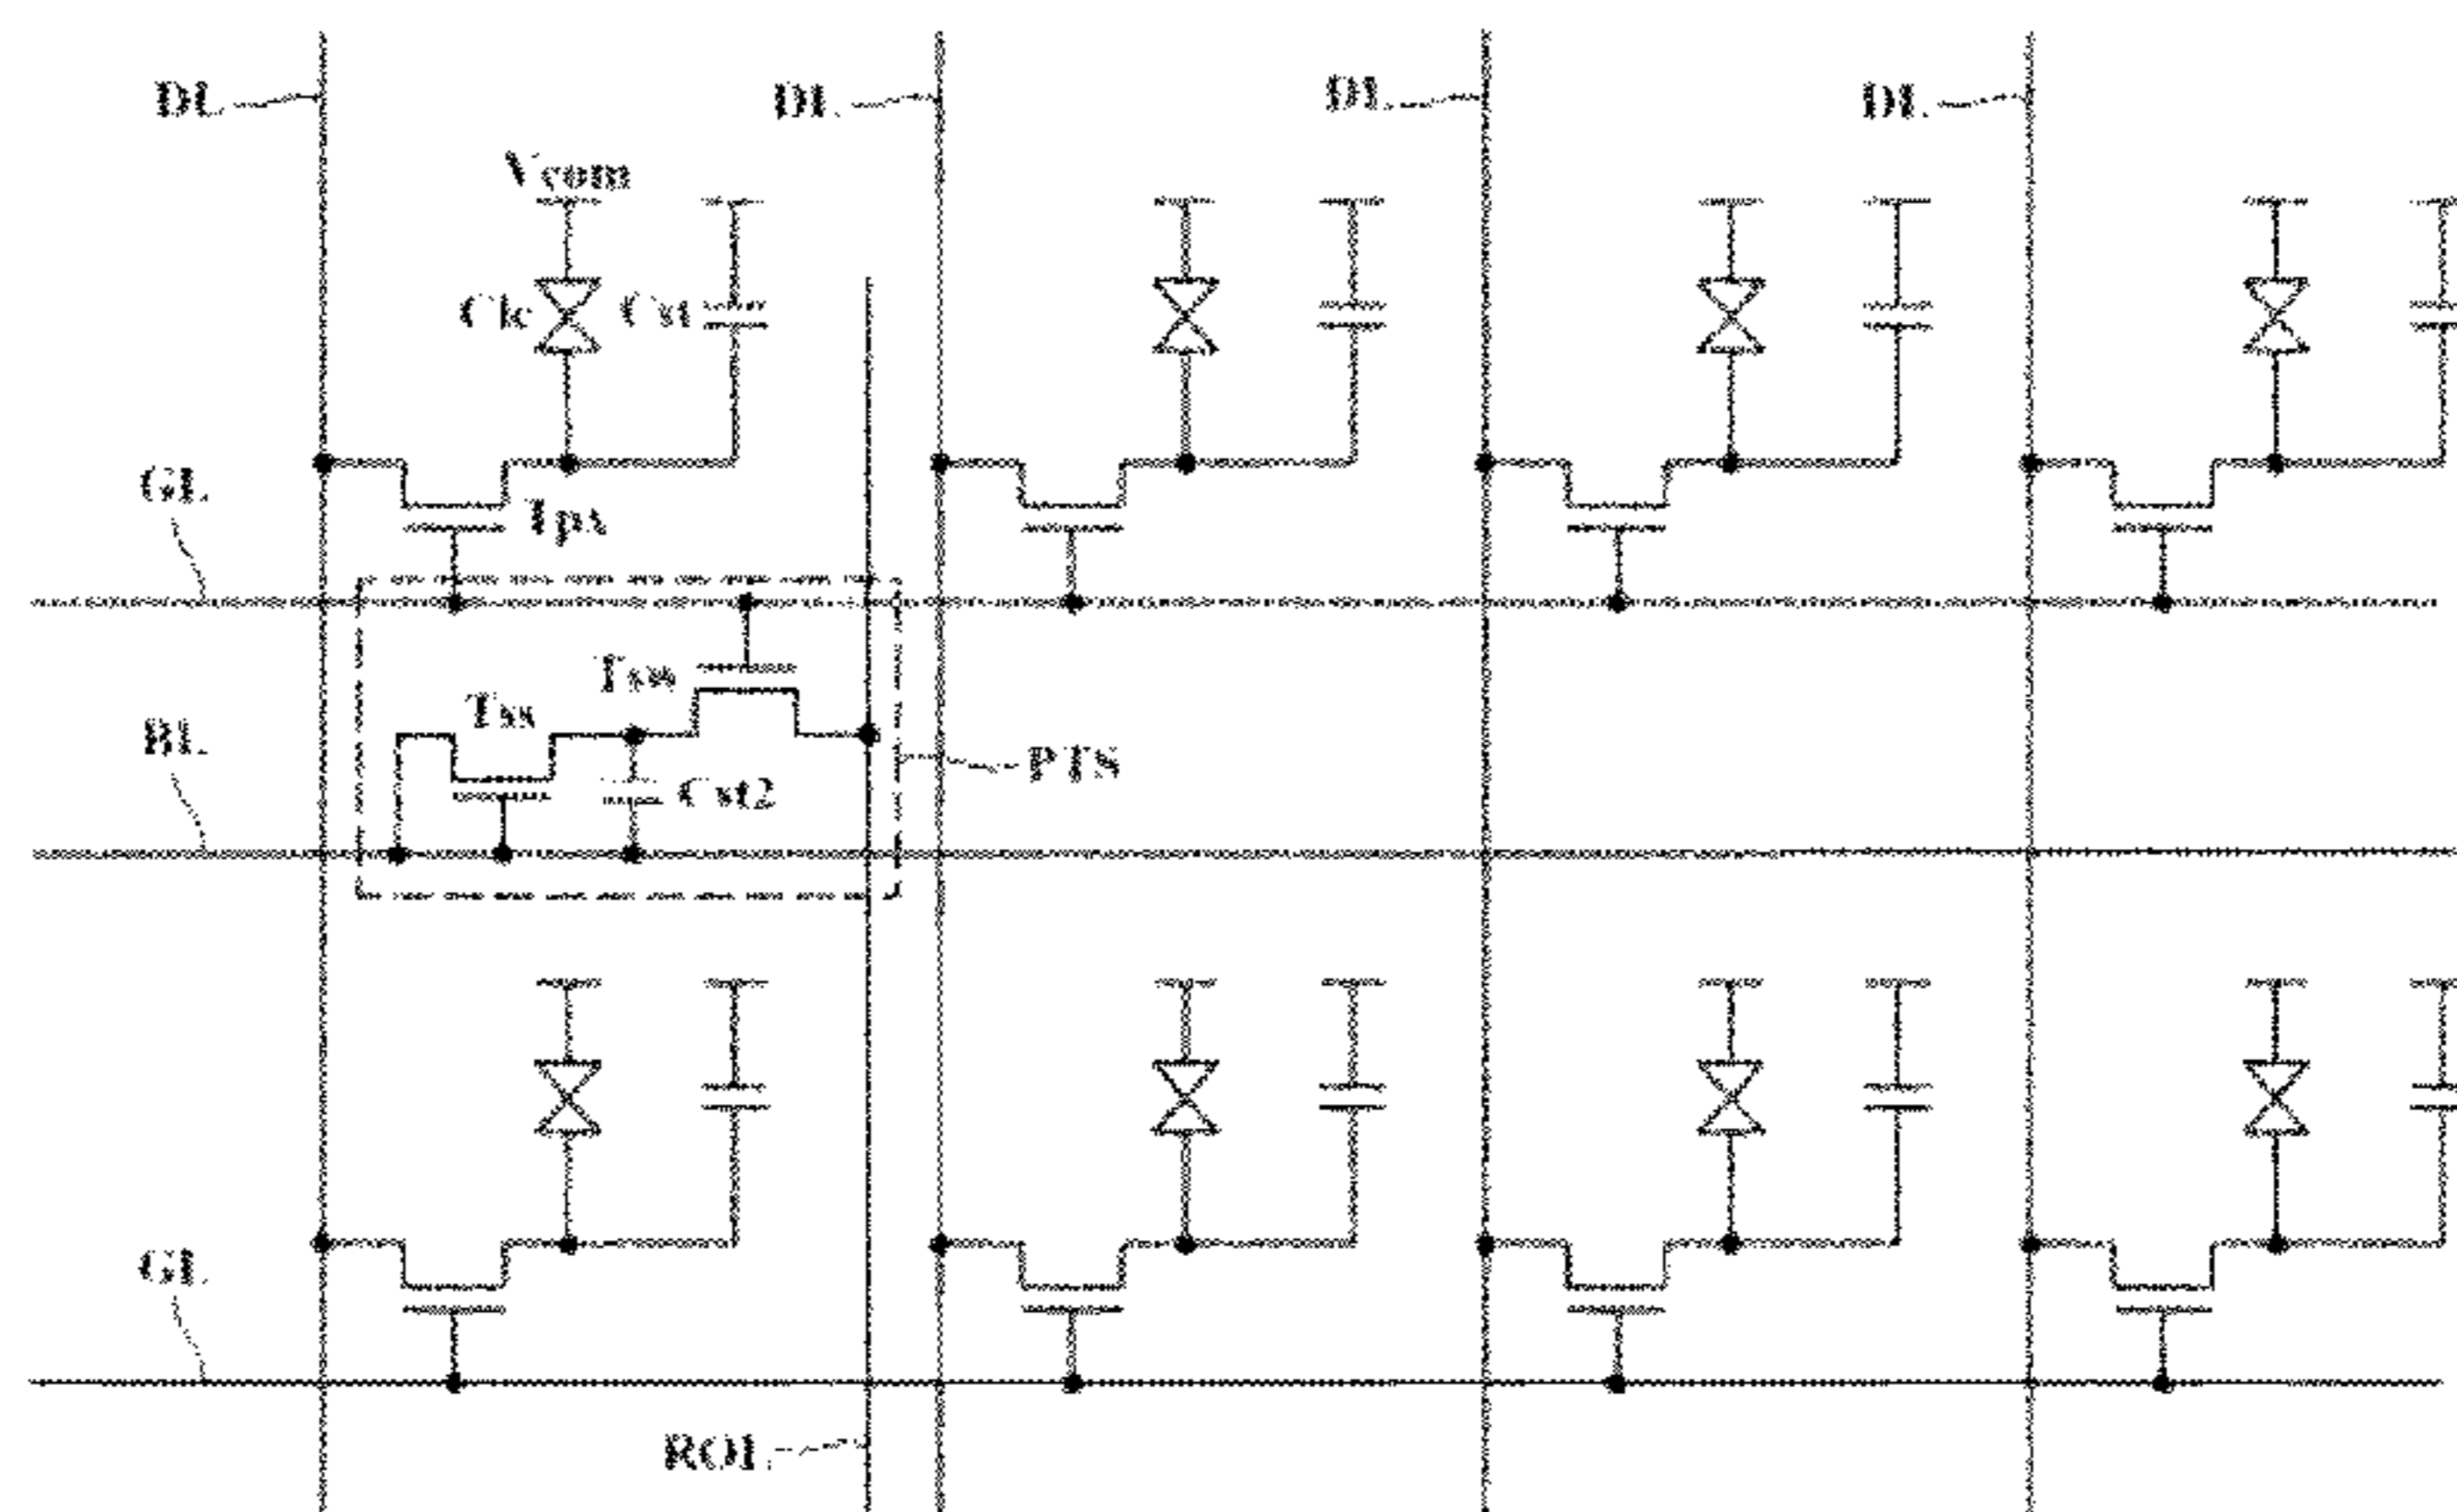 DL DL DL DL
Vcom
Clc Cst
GL
Tpx
Tsw
Tss
BL
PTS
Cst2
GL
ROL